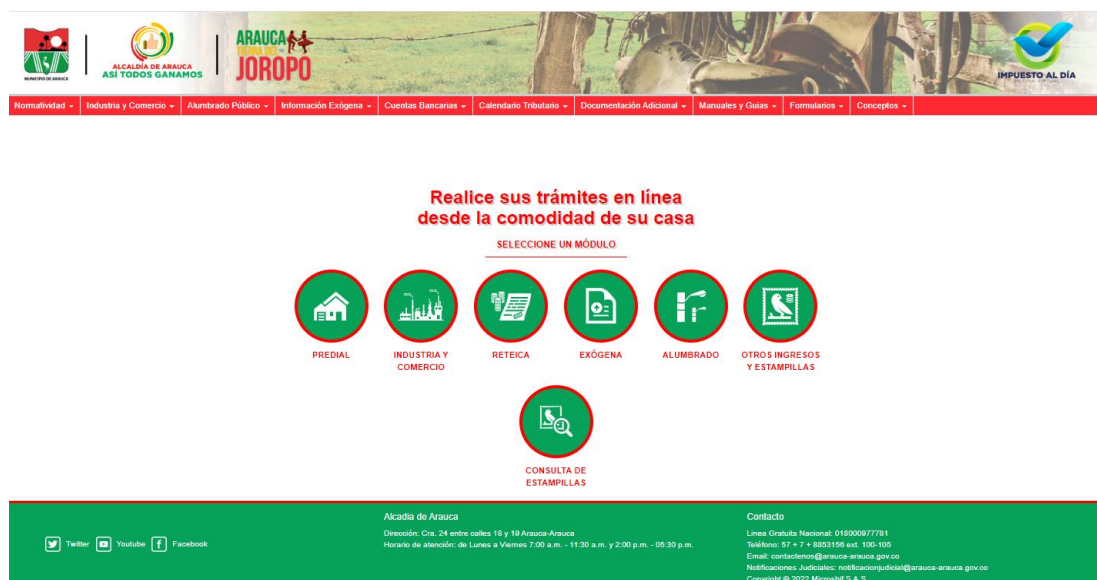 MUNICIPIO DE ARAUCA
ALCALDÍA DE ARAUCA
ASÍ TODOS GANAMOS
ARAUCA
TIERRA DEL
JOROPO
IMPUESTO AL DÍA
Normatividad
Industria y Comercio
Alumbrado Público
Información Exógena
Cuentas Bancarias
Calendario Tributario
Documentación Adicional
Manuales y Guias
Formularios
Conceptos
Realice sus trámites en línea
desde la comodidad de su casa
SELECCIONE UN MÓDULO
PREDIAL
INDUSTRIA Y
COMERCIO
RETEICA
EXÓGENA
ALUMBRADO
OTROS INGRESOS
Y ESTAMPILLAS
CONSULTA DE
ESTAMPILLAS
Twitter
Youtube
Facebook
Alcadia de Arauca
Dirección: Cra. 24 entre calles 18 y 19 Arauca-Arauca
Horario de atención: de Lunes a Viernes 7:00 a.m. - 11:30 a.m. y 2:00 p.m. - 05:30 p.m.
Contacto
Linea Gratuita Nacional: 018000977781
Teléfono: 57 + 7 + 8853156 ext. 100-105
Email: contactenos@arauca-arauca.gov.co
Notificaciones Judiciales: notificacionjudicial@arauca-arauca.gov.co
Copyright © 2022 Microshif S.A.S